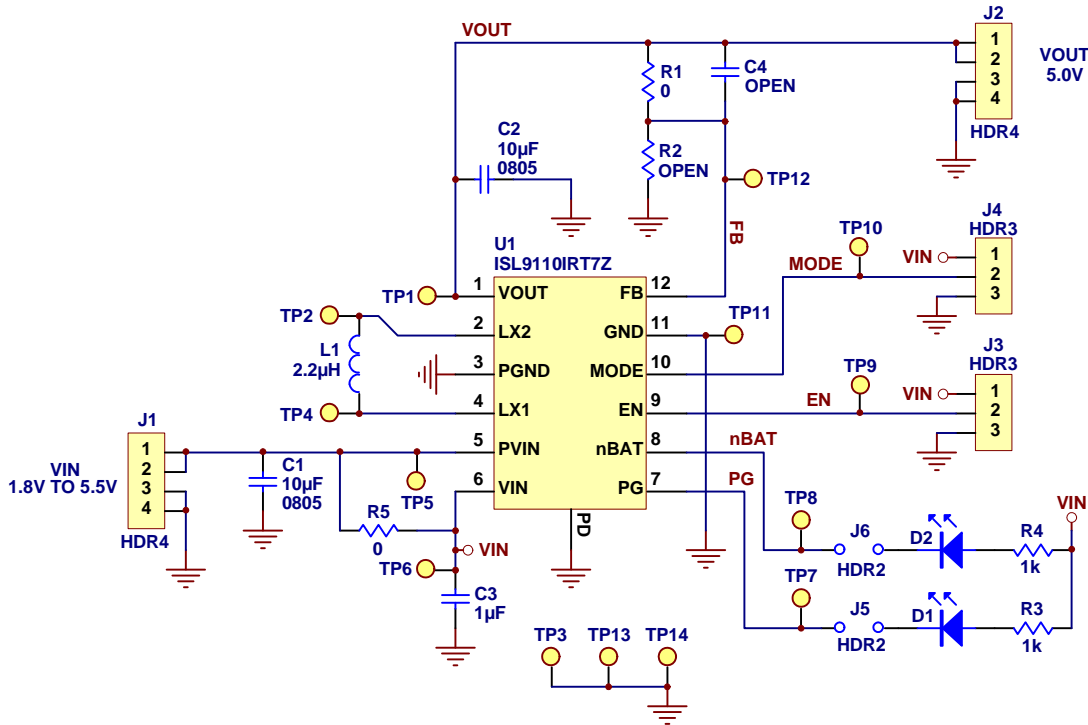 VOUT
J2
1
2
3
4
HDR4
VOUT
5.0V
R1
0
C4
OPEN
C2
10µF
0805
R2
OPEN
TP12
FB
TP10
MODE
J4
HDR3
VIN
1
2
3
U1
ISL9110IRT7Z
TP1
1
VOUT
FB
12
TP2
2
LX2
GND
11
TP11
L1
2.2µH
3
PGND
MODE
10
TP4
4
LX1
EN
9
EN
TP9
J3
HDR3
VIN
1
2
3
J1
1
2
3
4
HDR4
VIN
1.8V TO 5.5V
C1
10µF
0805
TP5
5
PVIN
nBAT
8
nBAT
6
VIN
PG
7
PG
PD
R5
0
VIN
TP6
C3
1µF
TP8
J6
HDR2
D2
R4
1k
VIN
TP7
J5
HDR2
D1
R3
1k
TP3
TP13
TP14